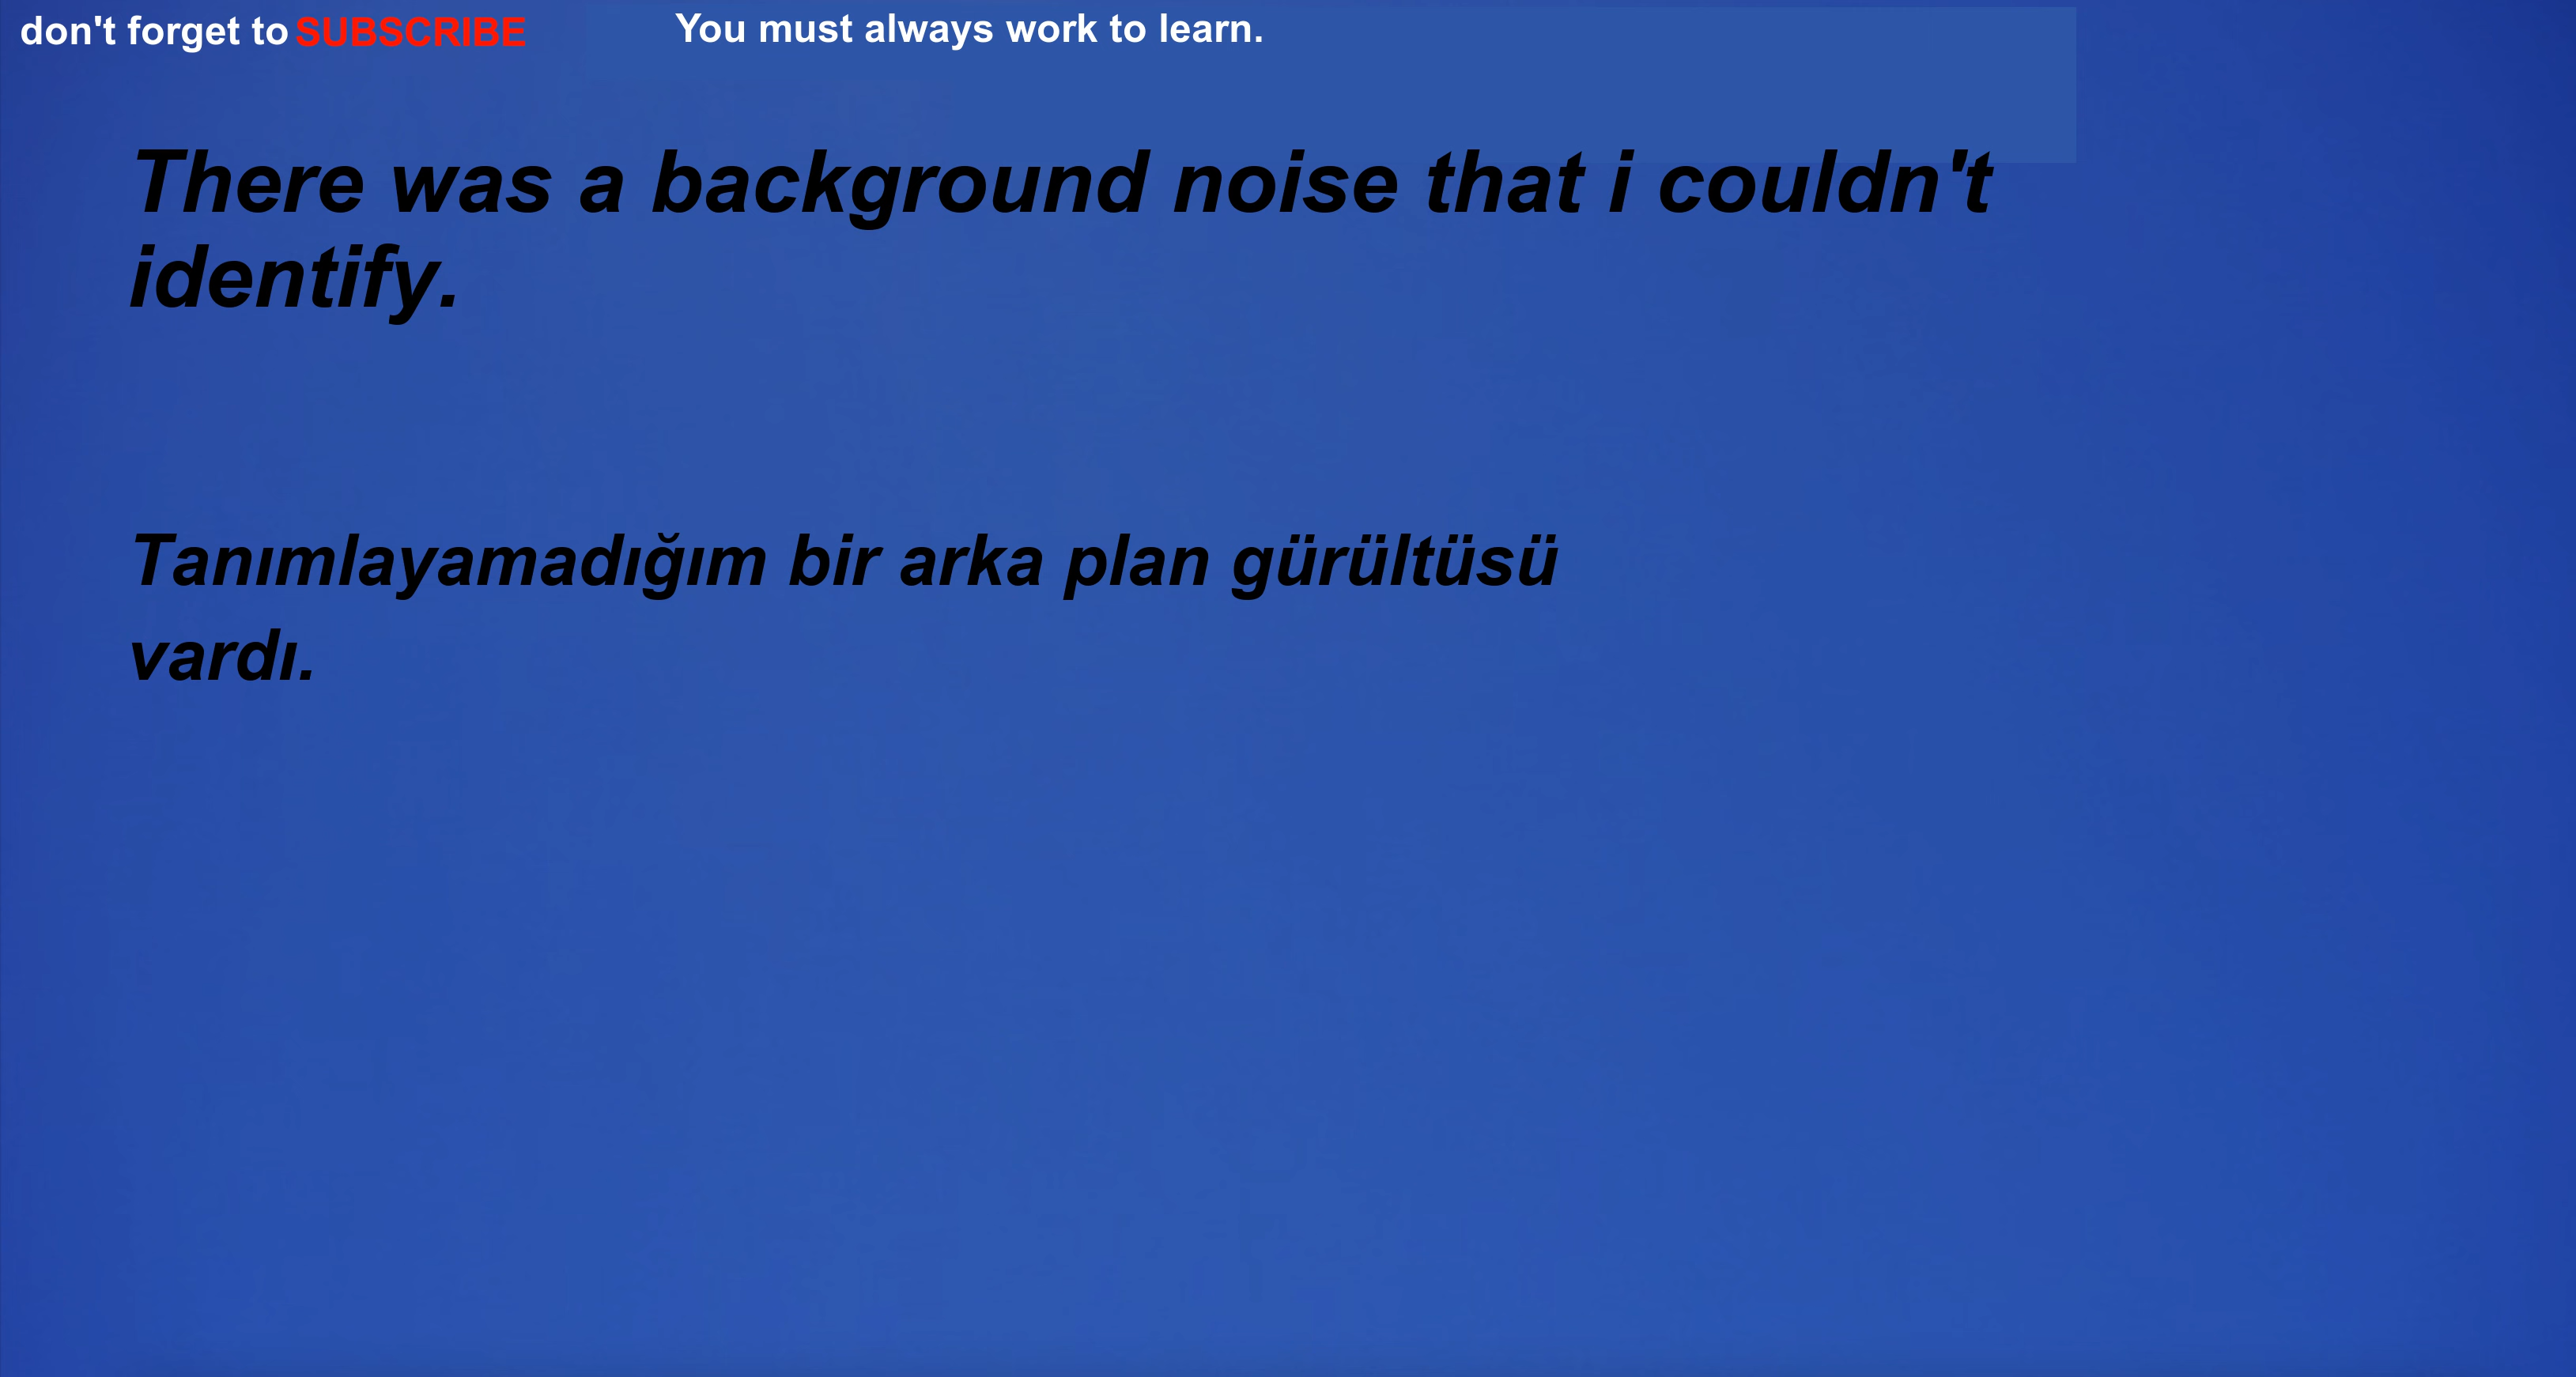 don't forget to SUBSCRIBE You must always work to learn.
There was a background noise that i couldn't
identify.
Tanımlayamadığım bir arka plan gürültüsü
vardı.